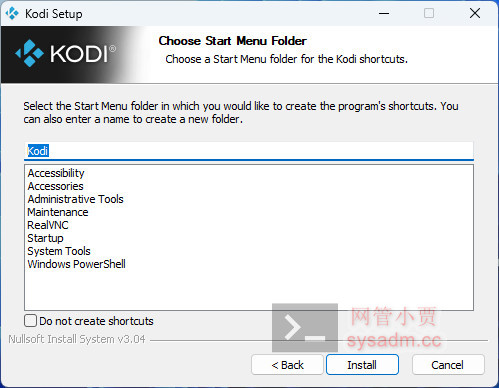 Kodi Setup
KODI®
Choose Start Menu Folder
Choose a Start Menu folder for the Kodi shortcuts.
Select the Start Menu folder in which you would like to create the program's shortcuts. You
can also enter a name to create a new folder.
Kodi
Accessibility
Accessories
Administrative Tools
Maintenance
RealVNC
Startup
System Tools
Windows PowerShell
Do not create shortcuts
网管小贾
sysadm.cc
Nullsoft Install System v3.04
< Back
Install
Cancel